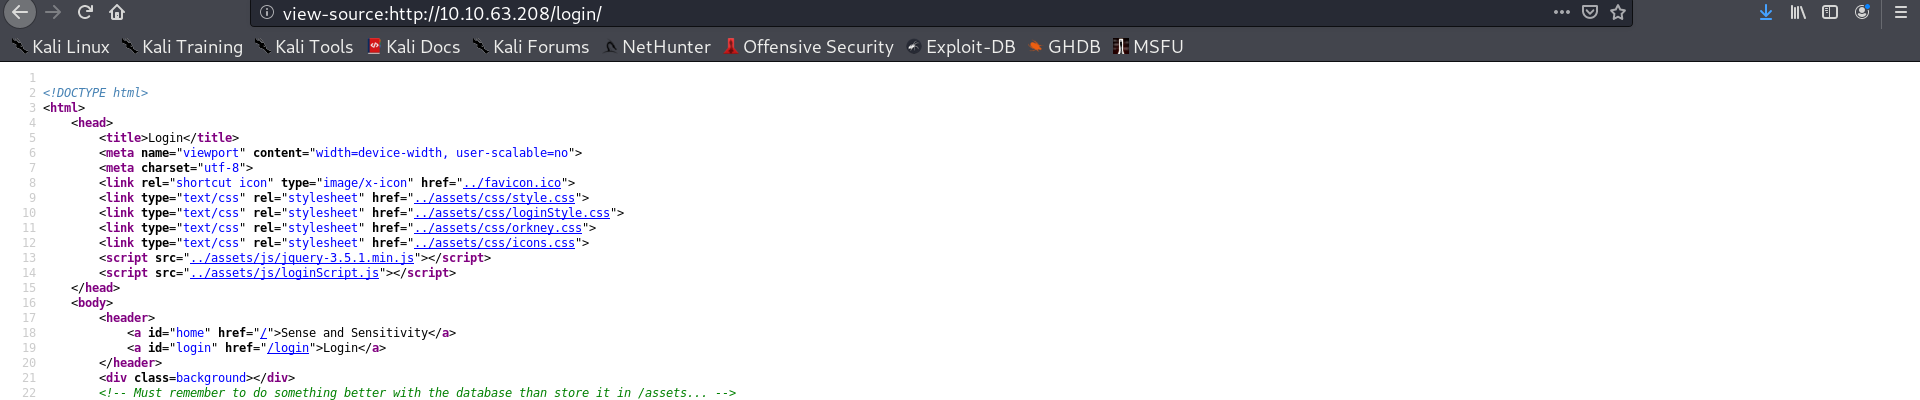 view-source:http://10.10.63.208/login/
Kali Linux Kali Training Kali Tools Kali Docs Kali Forums NetHunter Offensive Security Exploit-DB GHDB MSFU
1
2 <!DOCTYPE html>
3 <html>
4 <head>
5 <title>Login</title>
6 <meta name="viewport" content="width=device-width, user-scalable=no">
7 <meta charset="utf-8">
8 <link rel="shortcut icon" type="image/x-icon" href="../favicon.ico">
9 <link type="text/css" rel="stylesheet" href="../assets/css/style.css">
10 <link type="text/css" rel="stylesheet" href="../assets/css/loginStyle.css">
11 <link type="text/css" rel="stylesheet" href="../assets/css/orkney.css">
12 <link type="text/css" rel="stylesheet" href="../assets/css/icons.css">
13 <script src="../assets/js/jquery-3.5.1.min.js"></script>
14 <script src="../assets/js/loginScript.js"></script>
15 </head>
16 <body>
17 <header>
18 <a id="home" href="/">Sense and Sensitivity</a>
19 <a id="login" href="/login">Login</a>
20 </header>
21 <div class=background></div>
22 <!-- Must remember to do something better with the database than store it in /assets... -->